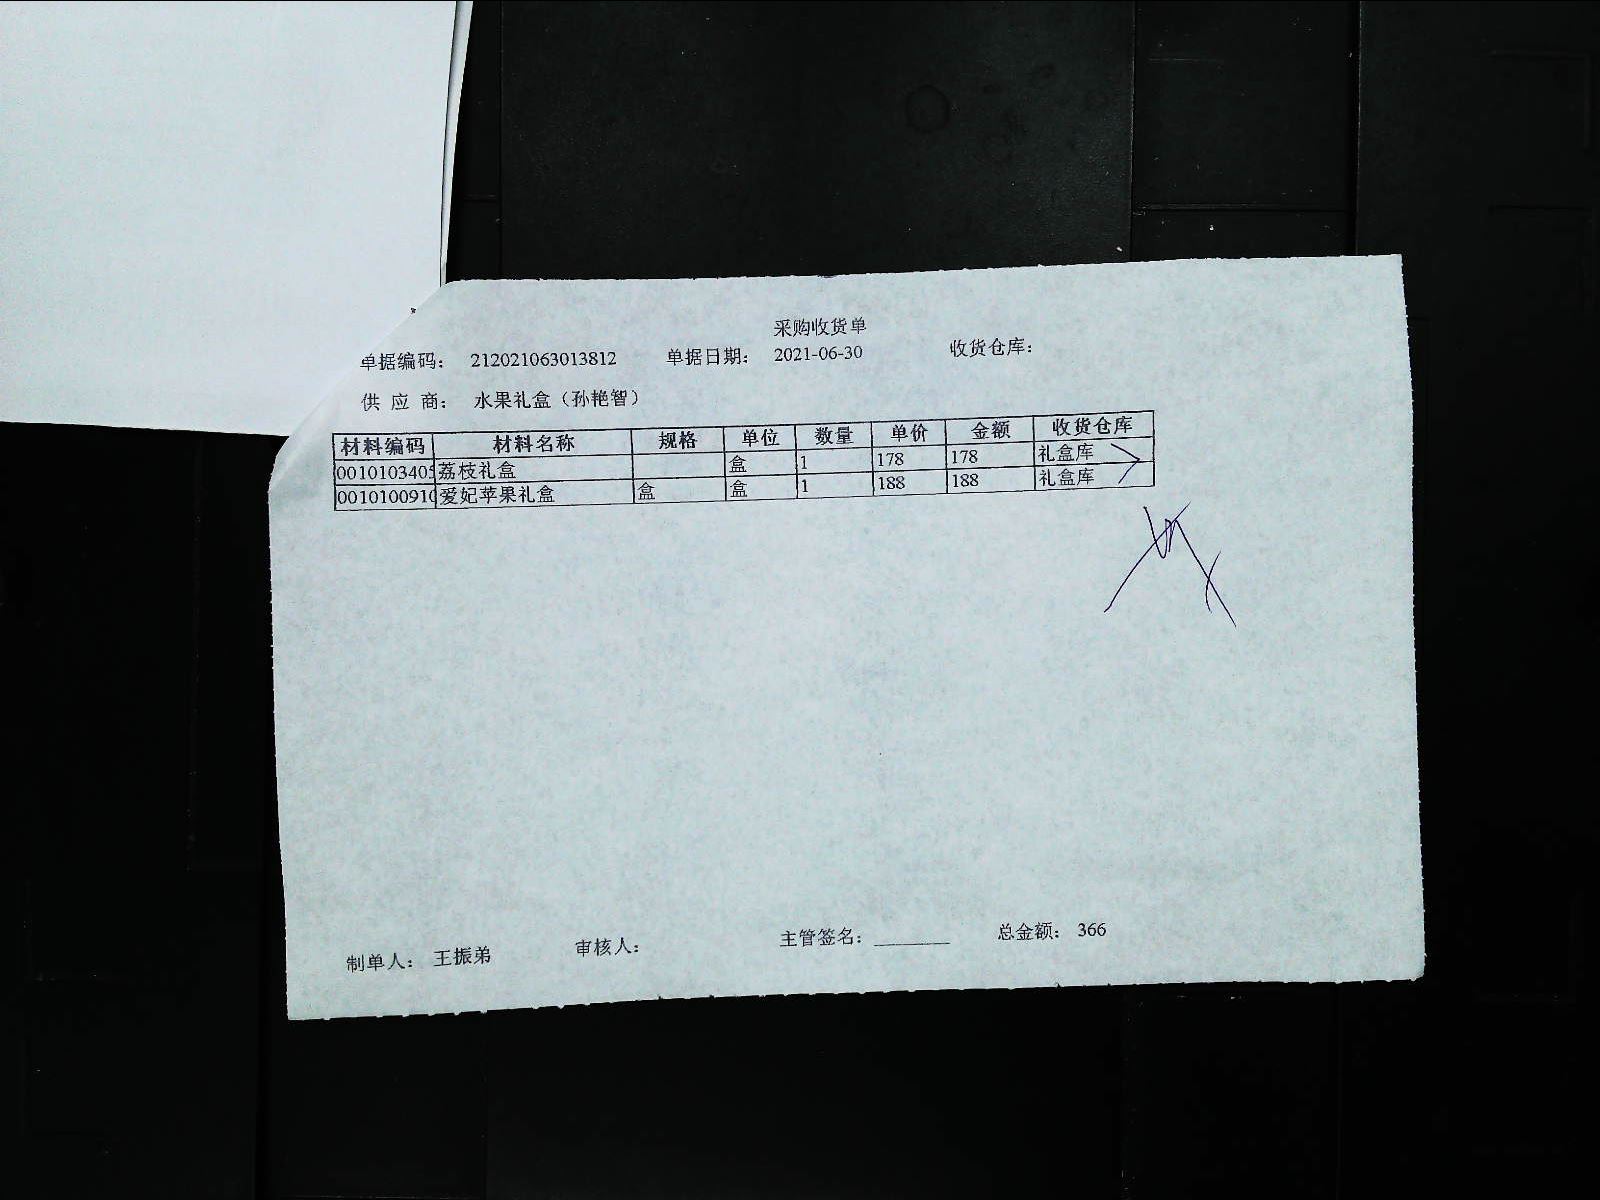 采购收货单
单据编码： 212021063013812 单据日期： 2021-06-30 收货仓库：
供 应 商： 水果礼盒（孙艳智）
材料编码 材料名称 规格 单位 数量 单价 金额 收货仓库
0010103405 荔枝礼盒 盒 1 178 178 礼盒库
0010100910 爱妃苹果礼盒 盒 盒 1 188 188 礼盒库
制单人： 王振弟 审核人： 主管签名：________ 总金额： 366